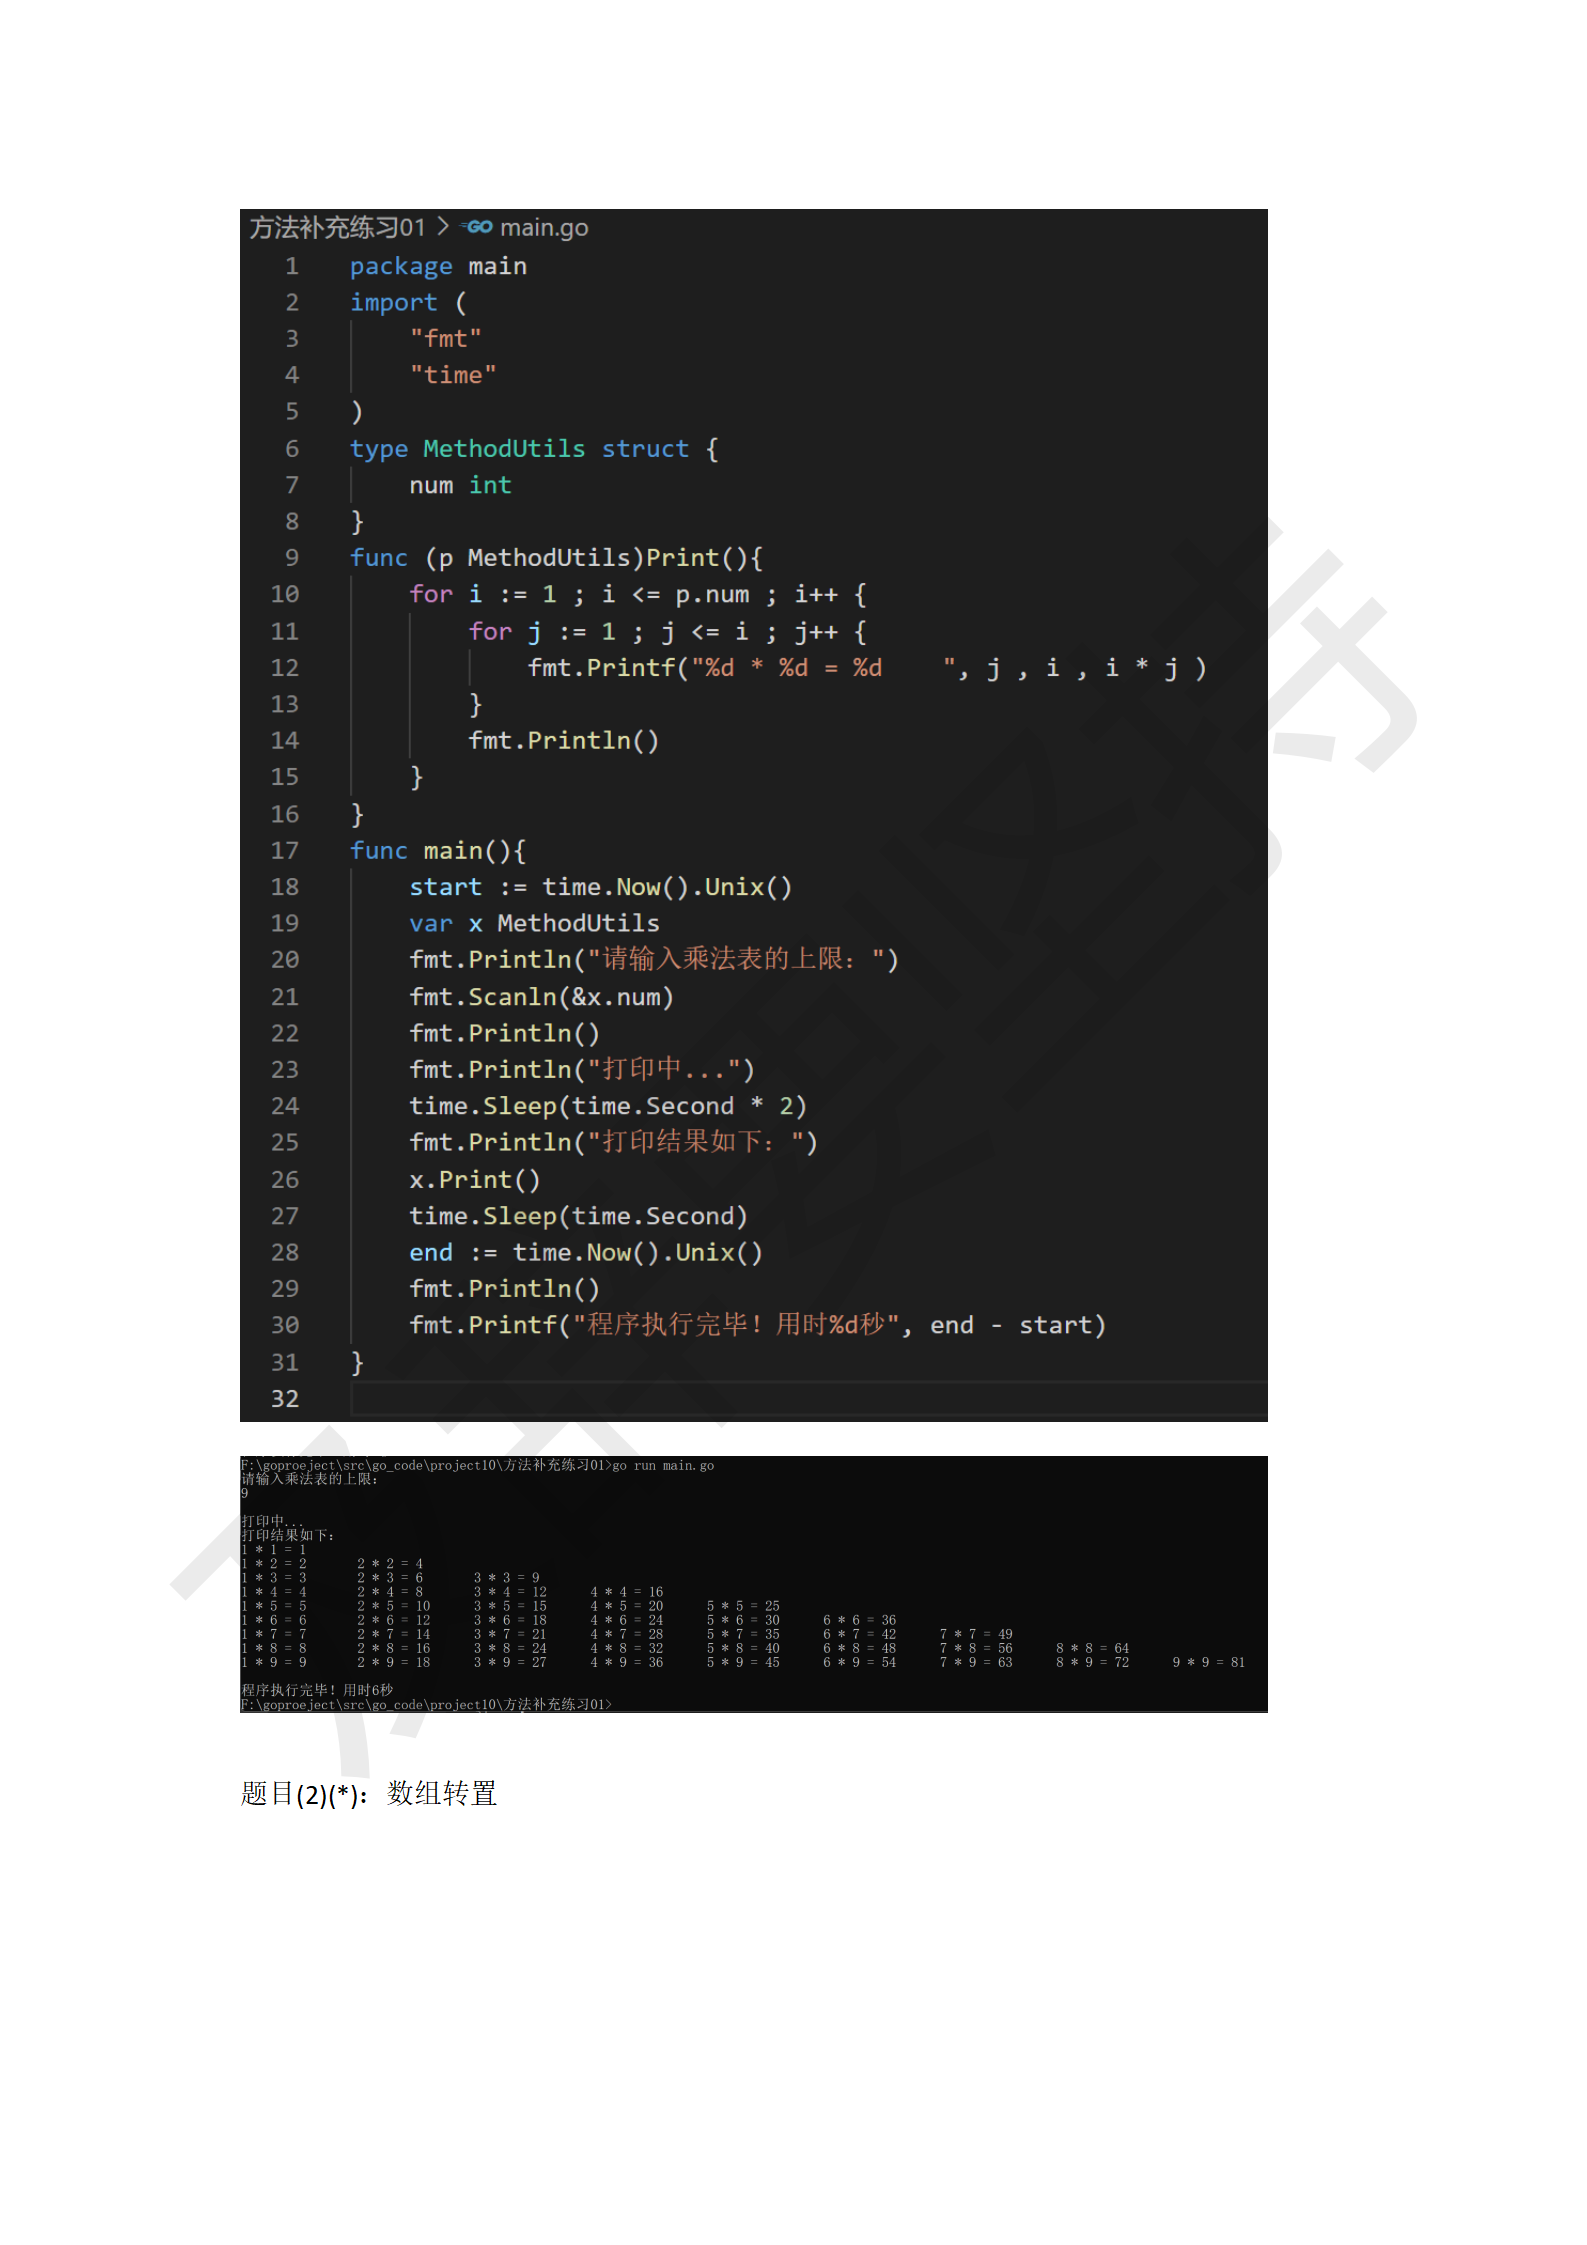 方法补充练习01 > GO main.go
1 package main
2 import (
3 "fmt"
4 "time"
5 )
6 type MethodUtils struct {
7 num int
8 }
9 func (p MethodUtils)Print(){
10 for i := 1 ; i <= p.num ; i++ {
11 for j := 1 ; j <= i ; j++ {
12 fmt.Printf("%d * %d = %d    ", j , i , i * j )
13 }
14 fmt.Println()
15 }
16 }
17 func main(){
18 start := time.Now().Unix()
19 var x MethodUtils
20 fmt.Println("请输入乘法表的上限：")
21 fmt.Scanln(&x.num)
22 fmt.Println()
23 fmt.Println("打印中...")
24 time.Sleep(time.Second * 2)
25 fmt.Println("打印结果如下：")
26 x.Print()
27 time.Sleep(time.Second)
28 end := time.Now().Unix()
29 fmt.Println()
30 fmt.Printf("程序执行完毕！用时%d秒", end - start)
31 }
32
F:\goproeject\src\go_code\project10\方法补充练习01>go run main.go
请输入乘法表的上限：
9
打印中...
打印结果如下：
1 * 1 = 1
1 * 2 = 2 2 * 2 = 4
1 * 3 = 3 2 * 3 = 6 3 * 3 = 9
1 * 4 = 4 2 * 4 = 8 3 * 4 = 12 4 * 4 = 16
1 * 5 = 5 2 * 5 = 10 3 * 5 = 15 4 * 5 = 20 5 * 5 = 25
1 * 6 = 6 2 * 6 = 12 3 * 6 = 18 4 * 6 = 24 5 * 6 = 30 6 * 6 = 36
1 * 7 = 7 2 * 7 = 14 3 * 7 = 21 4 * 7 = 28 5 * 7 = 35 6 * 7 = 42 7 * 7 = 49
1 * 8 = 8 2 * 8 = 16 3 * 8 = 24 4 * 8 = 32 5 * 8 = 40 6 * 8 = 48 7 * 8 = 56 8 * 8 = 64
1 * 9 = 9 2 * 9 = 18 3 * 9 = 27 4 * 9 = 36 5 * 9 = 45 6 * 9 = 54 7 * 9 = 63 8 * 9 = 72 9 * 9 = 81
程序执行完毕！用时6秒
F:\goproeject\src\go_code\project10\方法补充练习01>
题目(2)(*)：数组转置